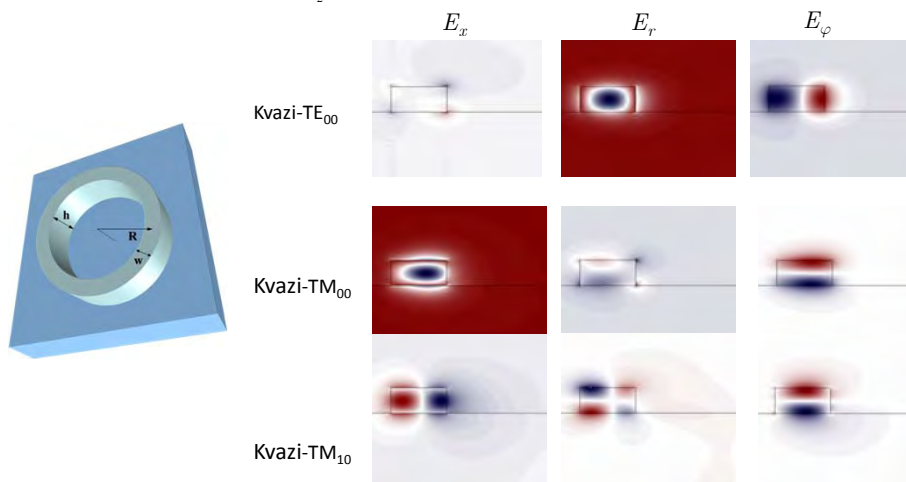 E_x E_r E_φ
Kvazi-TE₀₀
h
R
w
Kvazi-TM₀₀
Kvazi-TM₁₀